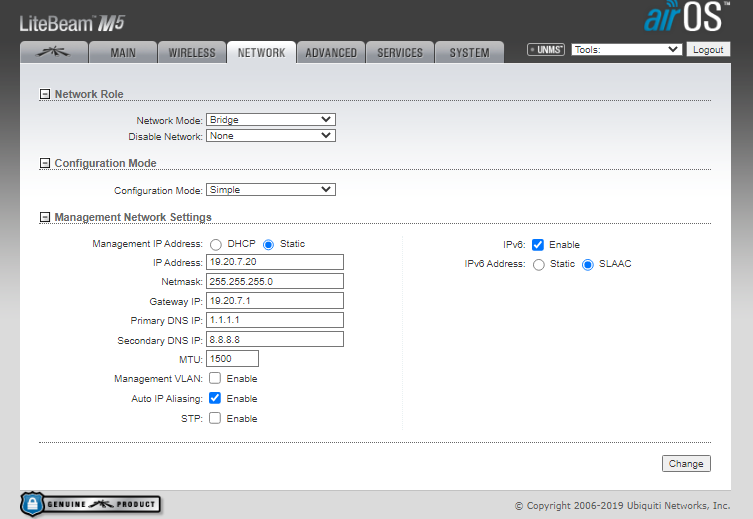 LiteBeam™ M5
airOS™
MAIN WIRELESS NETWORK ADVANCED SERVICES SYSTEM UNMS™ Tools: Logout
Network Role
Network Mode: Bridge
Disable Network: None
Configuration Mode
Configuration Mode: Simple
Management Network Settings
Management IP Address: DHCP Static
IP Address: 19.20.7.20
Netmask: 255.255.255.0
Gateway IP: 19.20.7.1
Primary DNS IP: 1.1.1.1
Secondary DNS IP: 8.8.8.8
MTU: 1500
Management VLAN: Enable
Auto IP Aliasing: Enable
STP: Enable
IPv6: Enable
IPv6 Address: Static SLAAC
Change
GENUINE PRODUCT
© Copyright 2006-2019 Ubiquiti Networks, Inc.